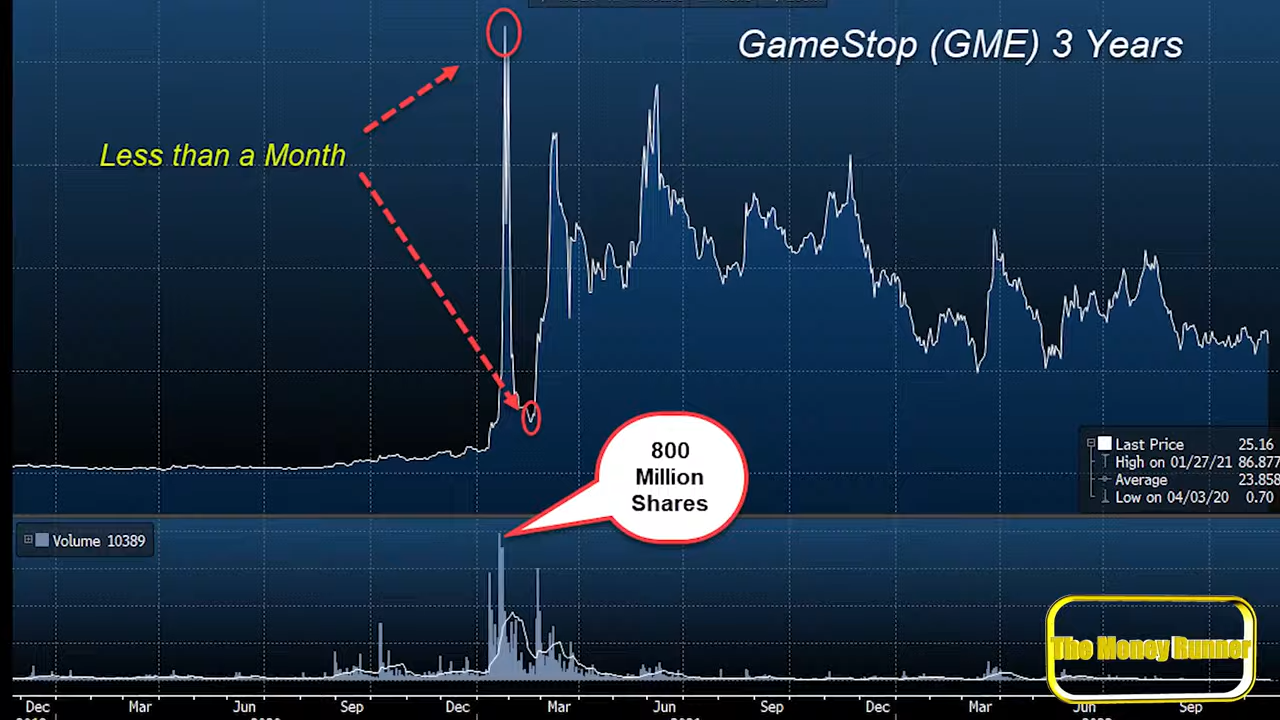 GameStop (GME) 3 Years
Less than a Month
800
Million
Shares
Last Price 25.16
High on 01/27/21 86.877
Average 23.858
Low on 04/03/20 0.70
Volume 10389
The Money Runner
Dec Mar Jun Sep Dec Mar Jun Sep Dec Mar Jun Sep